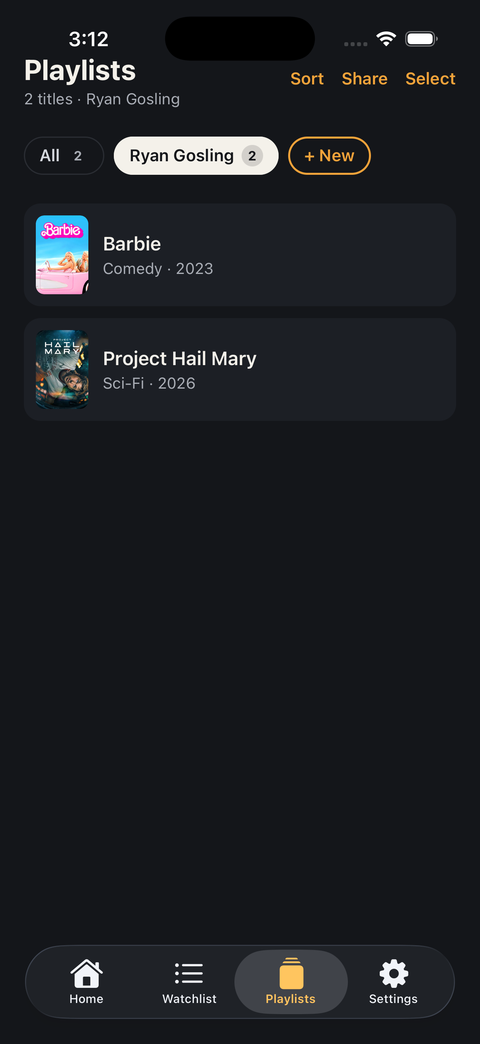 3:12
Playlists
Sort Share Select
2 titles · Ryan Gosling
All 2 Ryan Gosling 2 + New
Barbie
Barbie
Comedy · 2023
PROJECT
HAIL
MARY
Project Hail Mary
Sci-Fi · 2026
Home Watchlist Playlists Settings